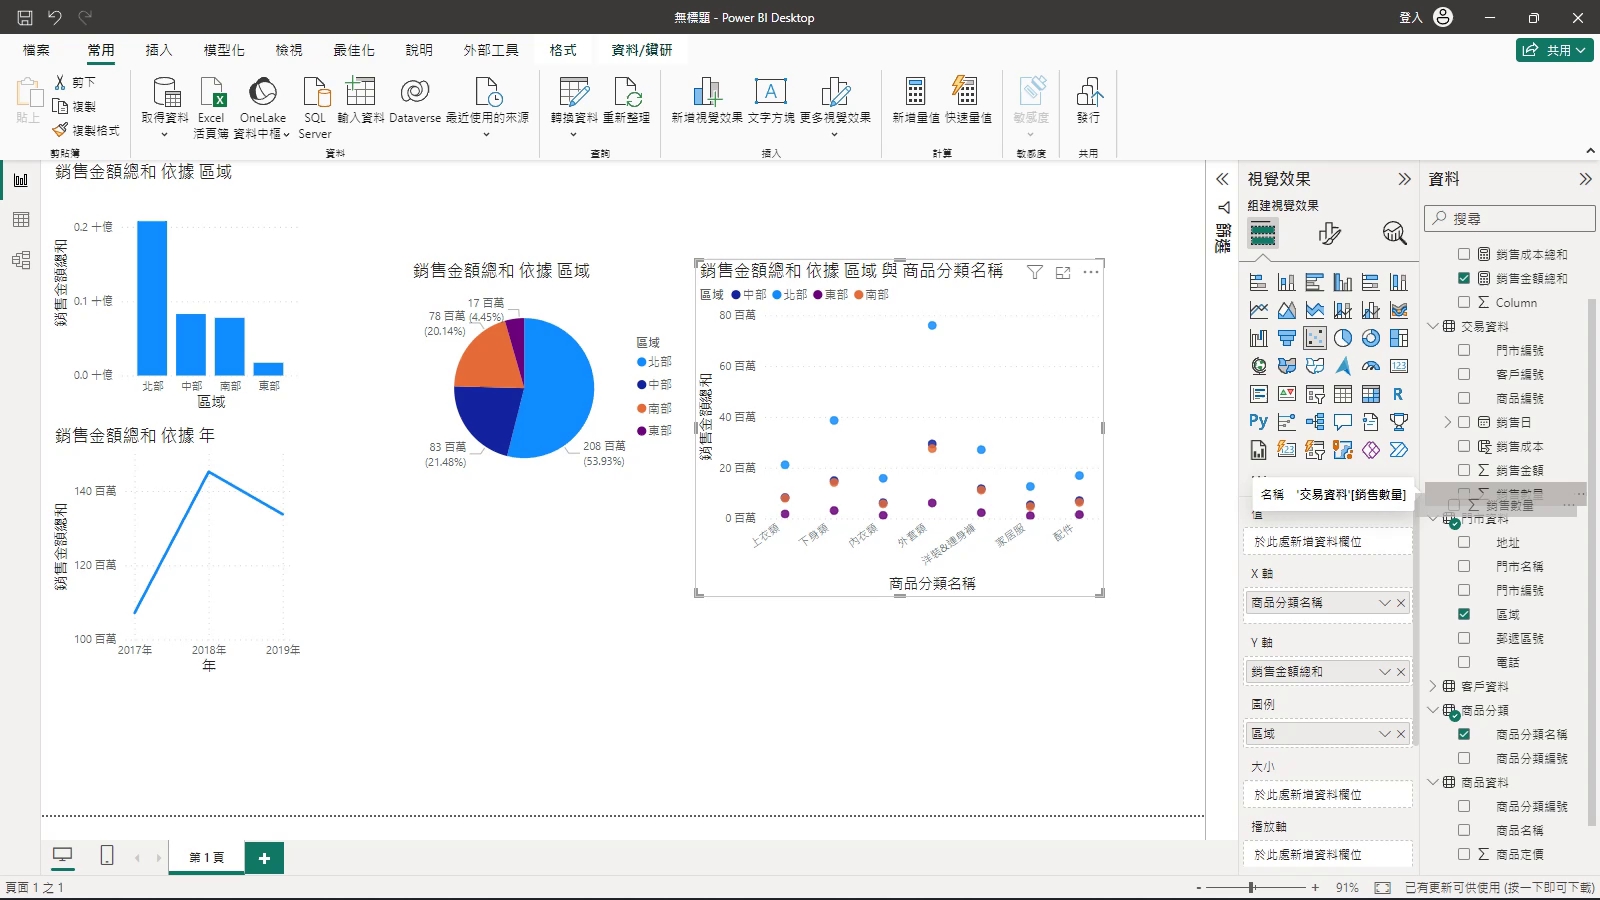 無標題 - Power BI Desktop
登入
檔案 常用 插入 模型化 檢視 最佳化 說明 外部工具 格式 資料/鑽研
共用
貼上
剪下
複製
複製格式
取得資料
Excel
活頁簿
OneLake
資料中樞
SQL
Server
輸入資料
Dataverse
最近使用的來源
轉換資料
重新整理
新增視覺效果
文字方塊
更多視覺效果
新增量值
快速量值
敏感度
發行
剪貼簿 資料 查詢 插入 計算 敏感度 共用
銷售金額總和 依據 區域
0.2 十億
0.1 十億
0.0 十億
銷售金額總和
北部 中部 南部 東部
區域
銷售金額總和 依據 年
140 百萬
120 百萬
100 百萬
銷售金額總和
2017年 2018年 2019年
年
銷售金額總和 依據 區域
17 百萬
(4.45%)
78 百萬
(20.14%)
83 百萬
(21.48%)
208 百萬
(53.93%)
區域
北部
中部
南部
東部
銷售金額總和 依據 區域 與 商品分類名稱
區域 中部 北部 東部 南部
80 百萬
60 百萬
40 百萬
20 百萬
0 百萬
銷售金額總和
上衣類 下身類 內衣類 外套類 洋裝&連身褲 家居服 配件
商品分類名稱
篩選
視覺效果
組建視覺效果
123
R
Py
名稱 '交易資料'[銷售數量]
值
於此處新增資料欄位
X 軸
商品分類名稱
Y 軸
銷售金額總和
圖例
區域
大小
於此處新增資料欄位
播放軸
於此處新增資料欄位
資料
搜尋
銷售成本總和
銷售金額總和
Column
交易資料
門市編號
客戶編號
商品編號
銷售日
銷售成本
銷售金額
銷售數量
銷售數量
門市資料
地址
門市名稱
門市編號
區域
郵遞區號
電話
客戶資料
商品分類
商品分類名稱
商品分類編號
商品資料
商品分類編號
商品名稱
商品定價
第 1 頁
頁面 1 之 1
- + 91%
已有更新可供使用 (按一下即可下載)